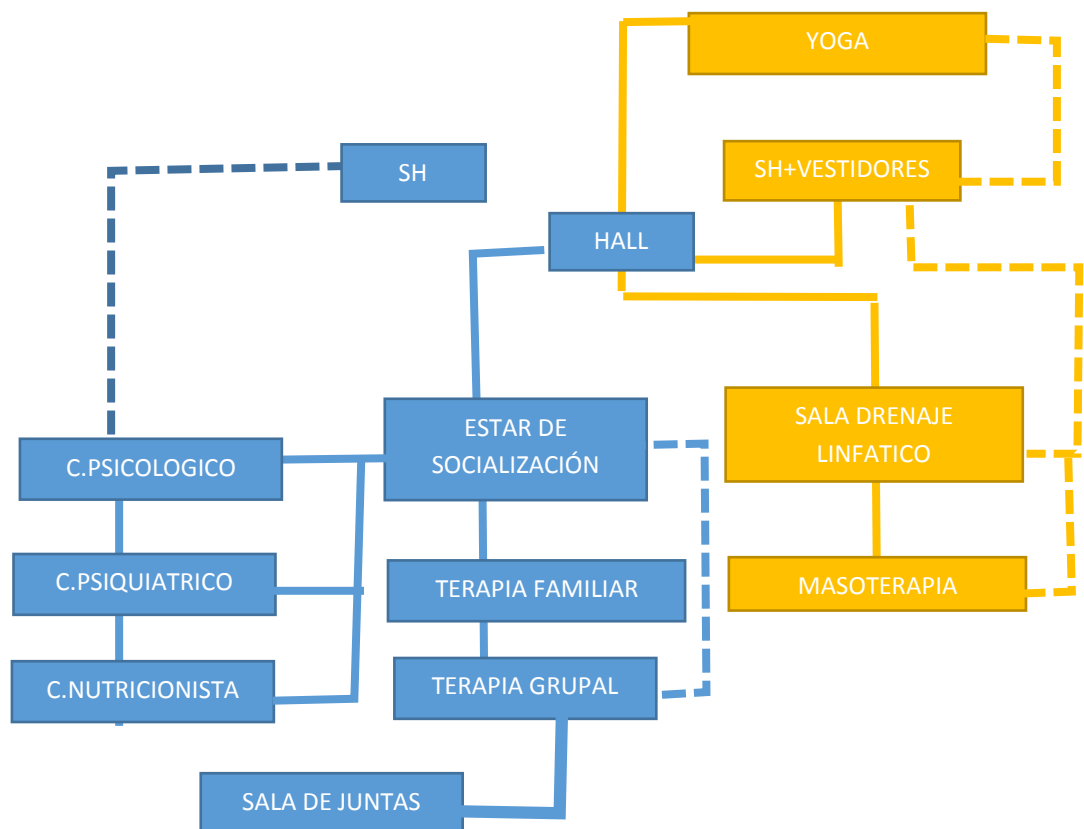 YOGA
SH
SH+VESTIDORES
HALL
ESTAR DE
SOCIALIZACIÓN
SALA DRENAJE
LINFATICO
C.PSICOLOGICO
C.PSIQUIATRICO
TERAPIA FAMILIAR
MASOTERAPIA
C.NUTRICIONISTA
TERAPIA GRUPAL
SALA DE JUNTAS